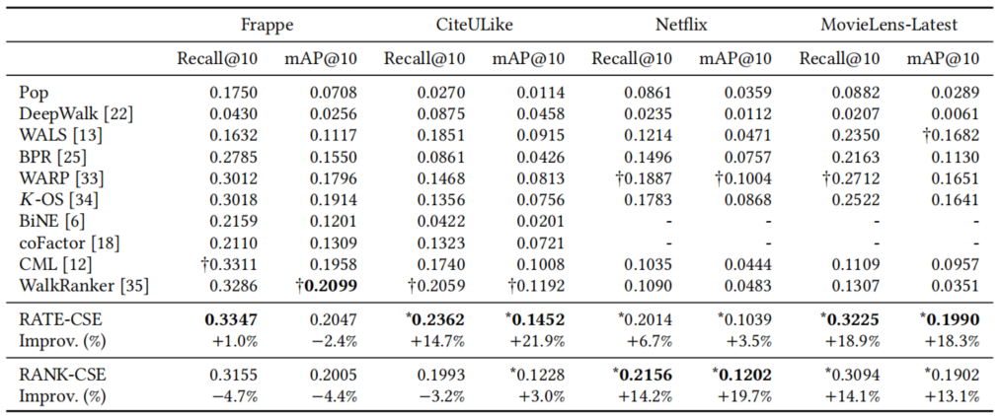 Frappe CiteULike Netflix MovieLens-Latest
Recall@10 mAP@10 Recall@10 mAP@10 Recall@10 mAP@10 Recall@10 mAP@10
Pop 0.1750 0.0708 0.0270 0.0114 0.0861 0.0359 0.0882 0.0289
DeepWalk [22] 0.0430 0.0256 0.0875 0.0458 0.0235 0.0112 0.0207 0.0061
WALS [13] 0.1632 0.1117 0.1851 0.0915 0.1214 0.0471 0.2350 †0.1682
BPR [25] 0.2785 0.1550 0.0861 0.0426 0.1496 0.0757 0.2163 0.1130
WARP [33] 0.3012 0.1796 0.1468 0.0813 †0.1887 †0.1004 †0.2712 0.1651
K-OS [34] 0.3018 0.1914 0.1356 0.0756 0.1783 0.0868 0.2522 0.1641
BiNE [6] 0.2159 0.1201 0.0422 0.0201 - - - -
coFactor [18] 0.2110 0.1309 0.1323 0.0721 - - - -
CML [12] †0.3311 0.1958 0.1740 0.1008 0.1035 0.0444 0.1109 0.0957
WalkRanker [35] 0.3286 †0.2099 †0.2059 †0.1192 0.1090 0.0483 0.1307 0.0351
RATE-CSE 0.3347 0.2047 *0.2362 *0.1452 *0.2014 *0.1039 *0.3225 *0.1990
Improv. (%) +1.0% −2.4% +14.7% +21.9% +6.7% +3.5% +18.9% +18.3%
RANK-CSE 0.3155 0.2005 0.1993 *0.1228 *0.2156 *0.1202 *0.3094 *0.1902
Improv. (%) −4.7% −4.4% −3.2% +3.0% +14.2% +19.7% +14.1% +13.1%